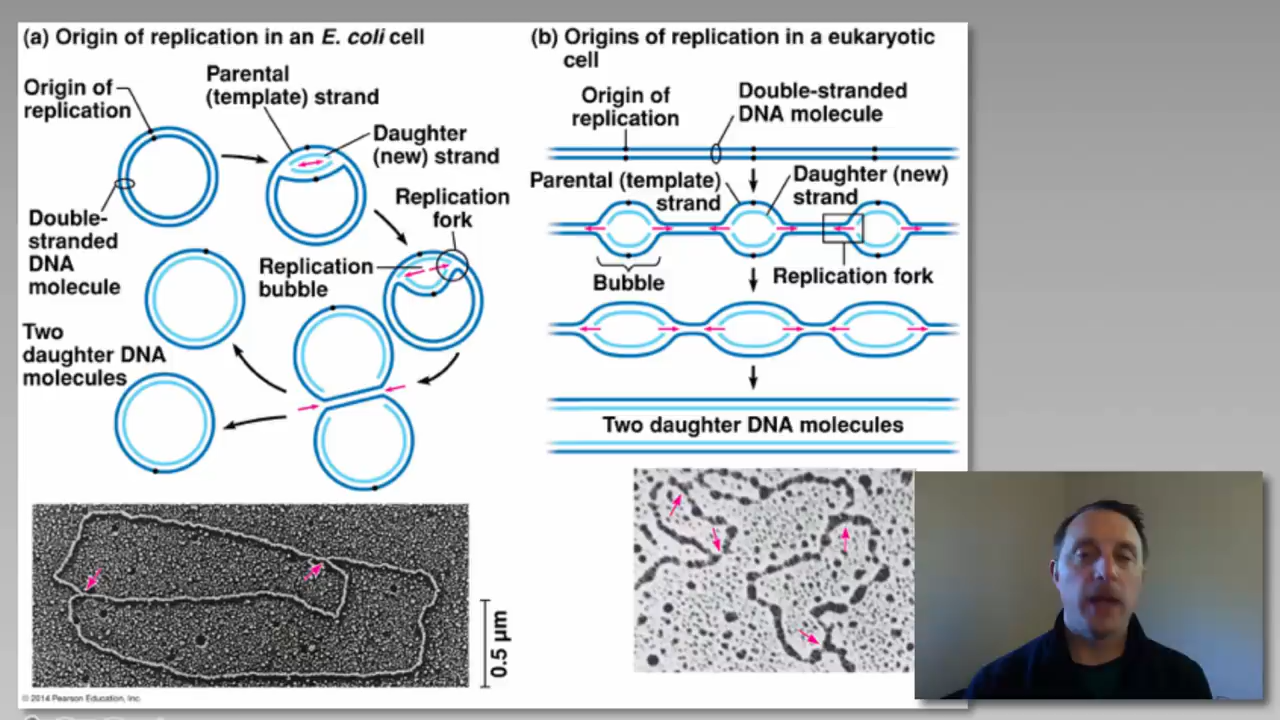 (a) Origin of replication in an E. coli cell
Origin of
replication
Parental
(template) strand
Daughter
(new) strand
Replication
fork
Double-
stranded
DNA
molecule
Replication
bubble
Two
daughter DNA
molecules
0.5 µm
© 2014 Pearson Education, Inc.
(b) Origins of replication in a eukaryotic
cell
Origin of
replication
Double-stranded
DNA molecule
Parental (template)
strand
Daughter (new)
strand
Bubble
Replication fork
Two daughter DNA molecules